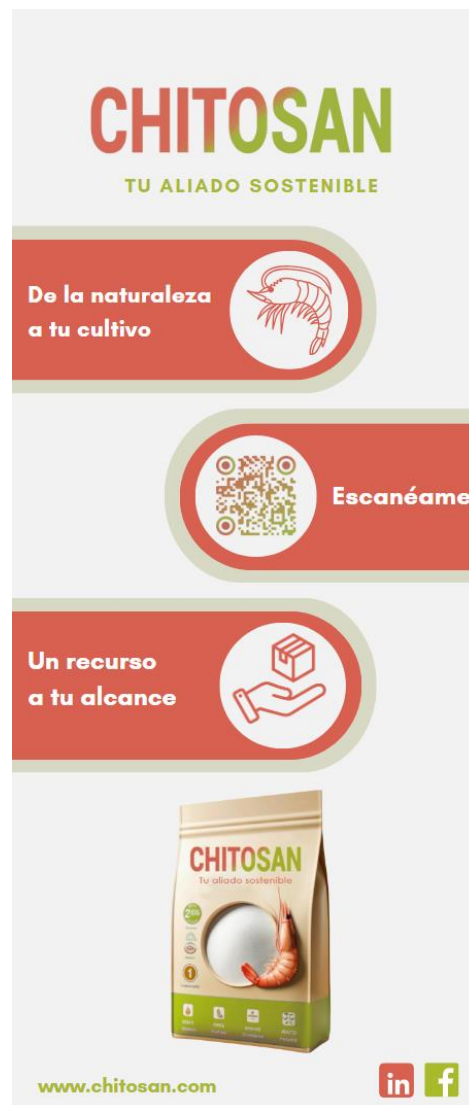 CHITOSAN
TU ALIADO SOSTENIBLE
De la naturaleza
a tu cultivo
Escanéame
Un recurso
a tu alcance
CHITOSAN
Tu aliado sostenible
www.chitosan.com
in f